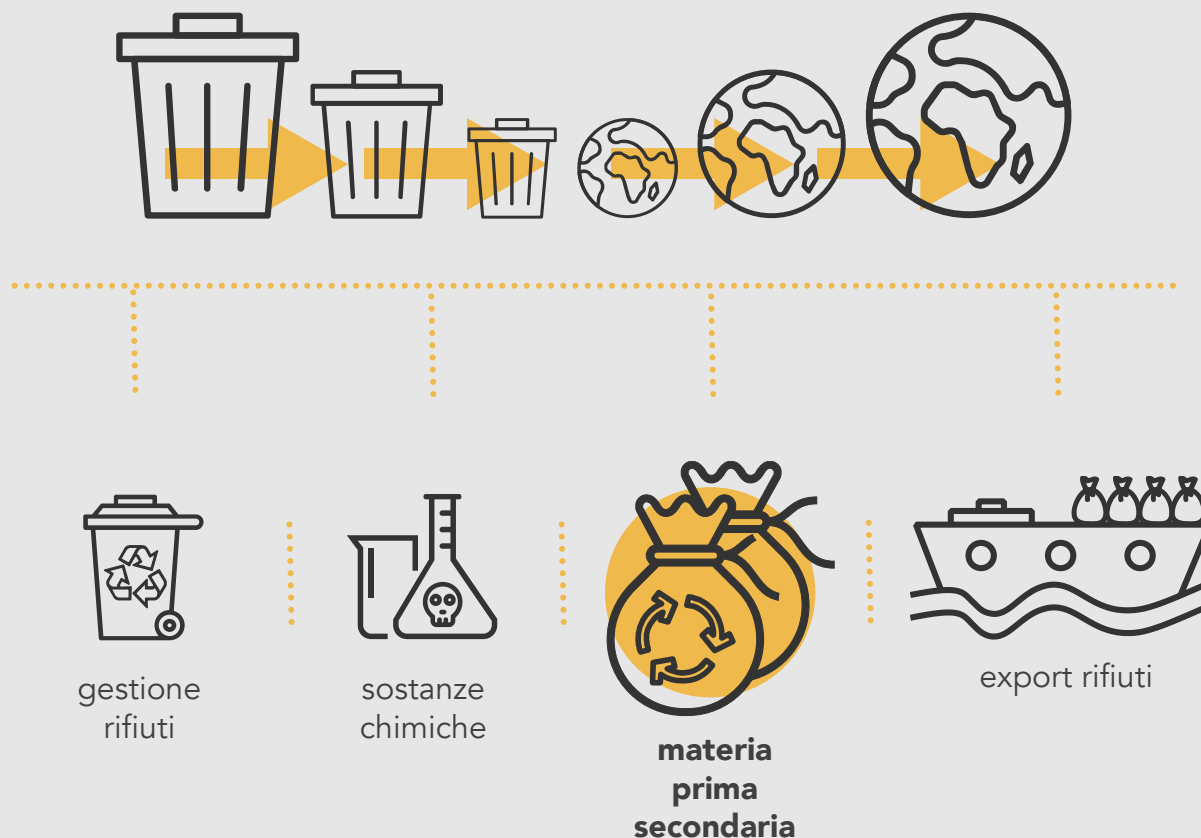 gestione
rifiuti
sostanze
chimiche
materia
prima
secondaria
export rifiuti